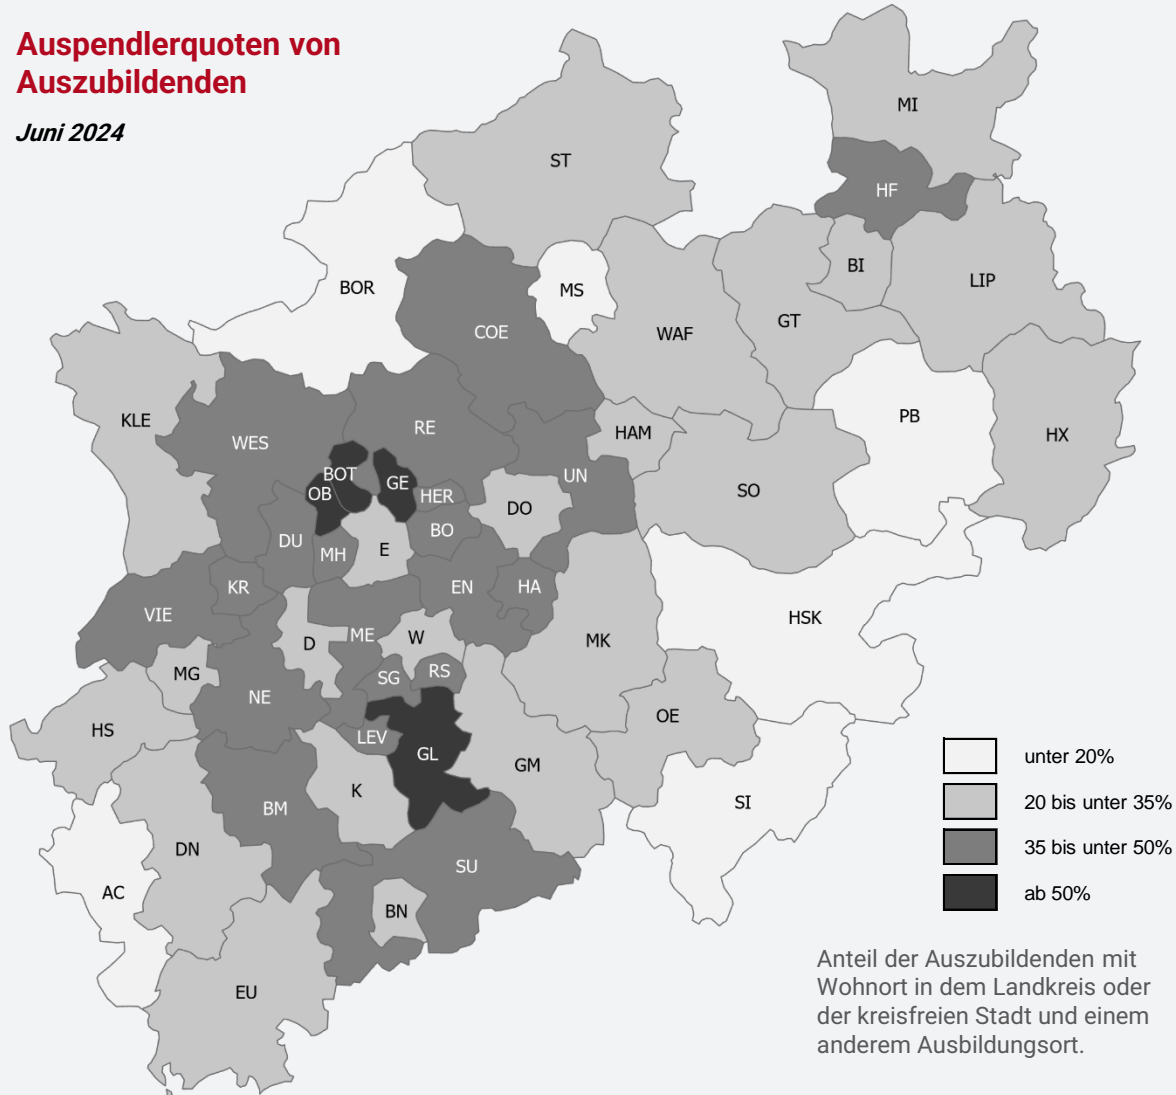 Auspendlerquoten von
Auszubildenden
Juni 2024
MI
ST
HF
BI
LIP
BOR
MS
GT
COE
WAF
KLE
PB
RE
WES
HAM
HX
BOT
UN
GE
SO
OB
HER
DO
BO
DU
MH
E
KR
EN
HA
VIE
HSK
ME
W
D
MK
MG
SG
RS
NE
OE
HS
LEV
GL
GM
K
SI
BM
DN
SU
AC
BN
EU
unter 20%
20 bis unter 35%
35 bis unter 50%
ab 50%
Anteil der Auszubildenden mit
Wohnort in dem Landkreis oder
der kreisfreien Stadt und einem
anderem Ausbildungsort.